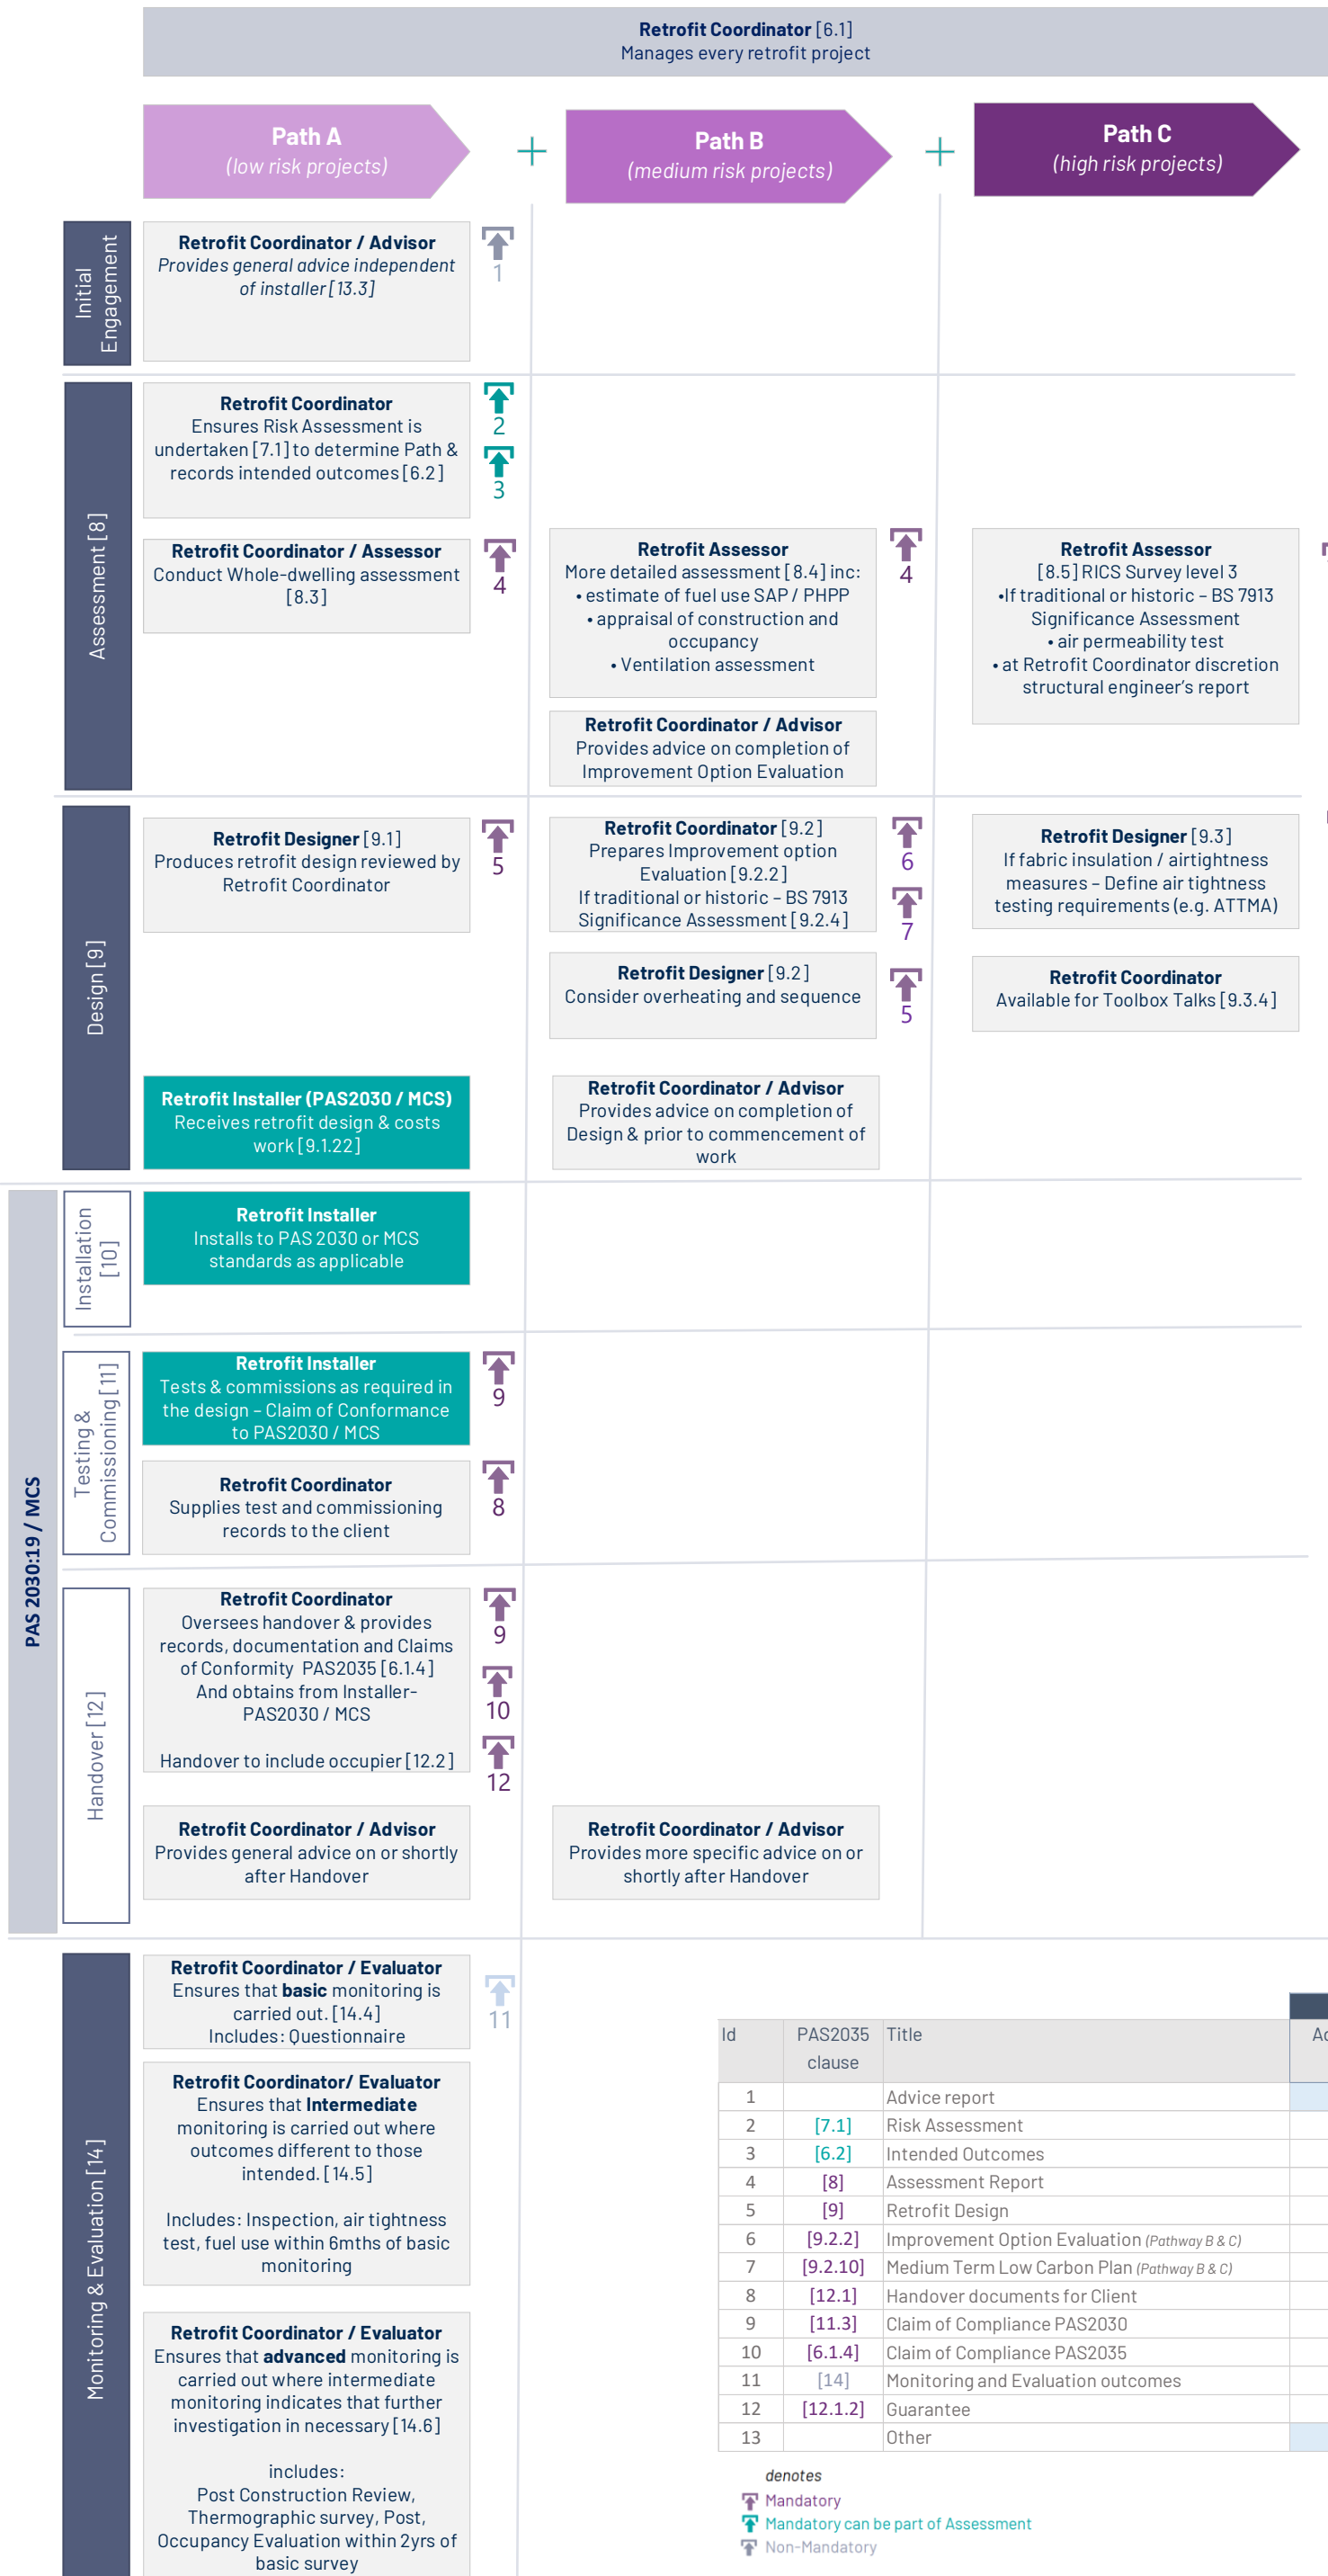 Retrofit Coordinator [6.1]
Manages every retrofit project
Path A
(low risk projects)
Path B
(medium risk projects)
Path C
(high risk projects)
Initial
Engagement
Retrofit Coordinator / Advisor
Provides general advice independent
of installer [13.3]
1
Assessment [8]
Retrofit Coordinator
Ensures Risk Assessment is
undertaken [7.1] to determine Path &
records intended outcomes [6.2]
2
3
Retrofit Coordinator / Assessor
Conduct Whole-dwelling assessment
[8.3]
4
Retrofit Assessor
More detailed assessment [8.4] inc:
• estimate of fuel use SAP / PHPP
• appraisal of construction and
occupancy
• Ventilation assessment
4
Retrofit Assessor
[8.5] RICS Survey level 3
•If traditional or historic – BS 7913
Significance Assessment
• air permeability test
• at Retrofit Coordinator discretion
structural engineer's report
Retrofit Coordinator / Advisor
Provides advice on completion of
Improvement Option Evaluation
Design [9]
Retrofit Designer [9.1]
Produces retrofit design reviewed by
Retrofit Coordinator
5
Retrofit Coordinator [9.2]
Prepares Improvement option
Evaluation [9.2.2]
If traditional or historic – BS 7913
Significance Assessment [9.2.4]
6
7
Retrofit Designer [9.3]
If fabric insulation / airtightness
measures – Define air tightness
testing requirements (e.g. ATTMA)
Retrofit Designer [9.2]
Consider overheating and sequence
5
Retrofit Coordinator
Available for Toolbox Talks [9.3.4]
Retrofit Installer (PAS2030 / MCS)
Receives retrofit design & costs
work [9.1.22]
Retrofit Coordinator / Advisor
Provides advice on completion of
Design & prior to commencement of
work
PAS 2030:19 / MCS
Installation
[10]
Retrofit Installer
Installs to PAS 2030 or MCS
standards as applicable
Testing &
Commissioning [11]
Retrofit Installer
Tests & commissions as required in
the design – Claim of Conformance
to PAS2030 / MCS
9
Retrofit Coordinator
Supplies test and commissioning
records to the client
8
Handover [12]
Retrofit Coordinator
Oversees handover & provides
records, documentation and Claims
of Conformity PAS2035 [6.1.4]
And obtains from Installer-
PAS2030 / MCS
Handover to include occupier [12.2]
9
10
12
Retrofit Coordinator / Advisor
Provides general advice on or shortly
after Handover
Retrofit Coordinator / Advisor
Provides more specific advice on or
shortly after Handover
Monitoring & Evaluation [14]
Retrofit Coordinator / Evaluator
Ensures that basic monitoring is
carried out. [14.4]
Includes: Questionnaire
11
Retrofit Coordinator/ Evaluator
Ensures that Intermediate
monitoring is carried out where
outcomes different to those
intended. [14.5]
Includes: Inspection, air tightness
test, fuel use within 6mths of basic
monitoring
Retrofit Coordinator / Evaluator
Ensures that advanced monitoring is
carried out where intermediate
monitoring indicates that further
investigation in necessary [14.6]
includes:
Post Construction Review,
Thermographic survey, Post,
Occupancy Evaluation within 2yrs of
basic survey
Id PAS2035 clause Title
1 Advice report
2 [7.1] Risk Assessment
3 [6.2] Intended Outcomes
4 [8] Assessment Report
5 [9] Retrofit Design
6 [9.2.2] Improvement Option Evaluation (Pathway B & C)
7 [9.2.10] Medium Term Low Carbon Plan (Pathway B & C)
8 [12.1] Handover documents for Client
9 [11.3] Claim of Compliance PAS2030
10 [6.1.4] Claim of Compliance PAS2035
11 [14] Monitoring and Evaluation outcomes
12 [12.1.2] Guarantee
13 Other
denotes
Mandatory
Mandatory can be part of Assessment
Non-Mandatory